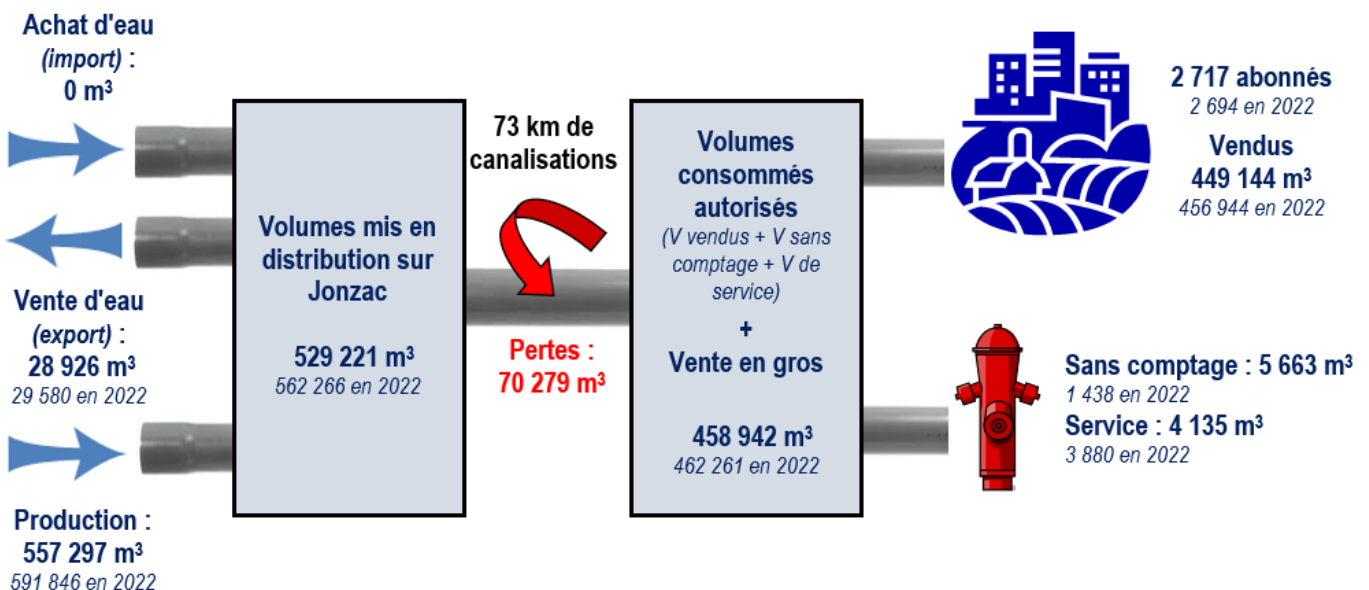 Achat d'eau
(import) :
0 m³
Vente d'eau
(export) :
28 926 m³
29 580 en 2022
Production :
557 297 m³
591 846 en 2022
Volumes mis en
distribution sur
Jonzac
529 221 m³
562 266 en 2022
73 km de
canalisations
Pertes :
70 279 m³
Volumes
consommés
autorisés
(V vendus + V sans
comptage + V de
service)
+
Vente en gros
458 942 m³
462 261 en 2022
2 717 abonnés
2 694 en 2022
Vendus
449 144 m³
456 944 en 2022
Sans comptage : 5 663 m³
1 438 en 2022
Service : 4 135 m³
3 880 en 2022